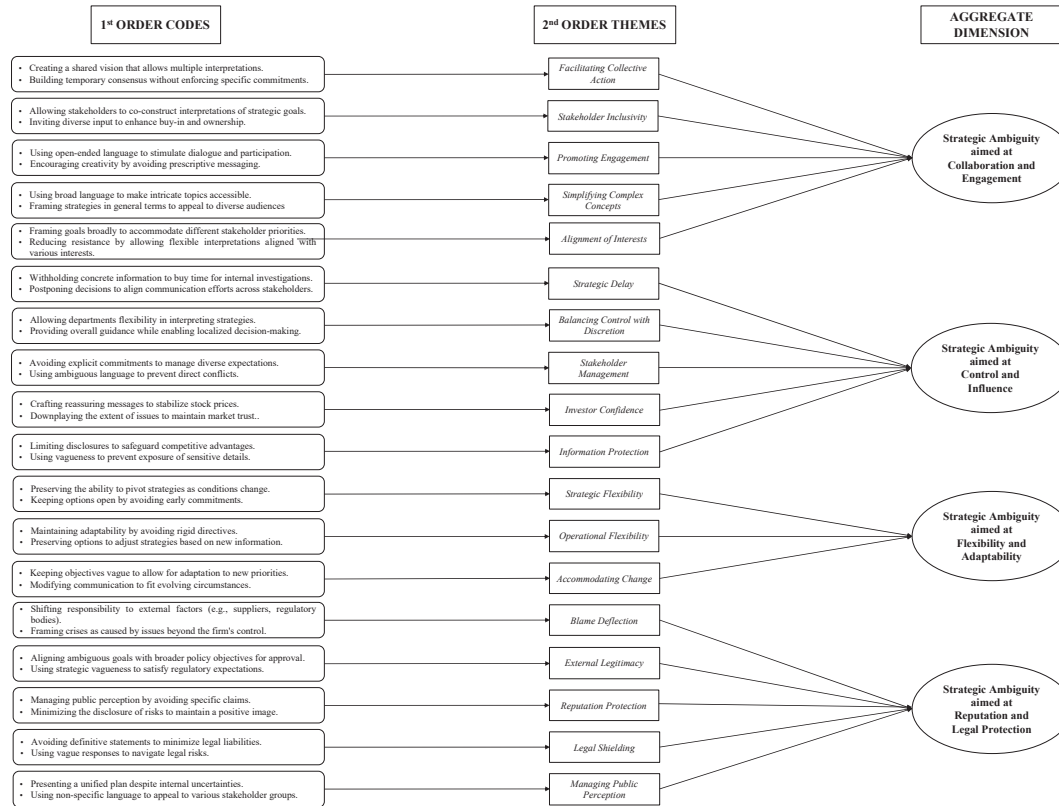 1st ORDER CODES
2nd ORDER THEMES
AGGREGATE
DIMENSION
• Creating a shared vision that allows multiple interpretations.
• Building temporary consensus without enforcing specific commitments.
Facilitating Collective
Action
• Allowing stakeholders to co-construct interpretations of strategic goals.
• Inviting diverse input to enhance buy-in and ownership.
Stakeholder Inclusivity
• Using open-ended language to stimulate dialogue and participation.
• Encouraging creativity by avoiding prescriptive messaging.
Promoting Engagement
• Using broad language to make intricate topics accessible.
• Framing strategies in general terms to appeal to diverse audiences
Simplifying Complex
Concepts
• Framing goals broadly to accommodate different stakeholder priorities.
• Reducing resistance by allowing flexible interpretations aligned with
various interests.
Alignment of Interests
Strategic Ambiguity
aimed at
Collaboration and
Engagement
• Withholding concrete information to buy time for internal investigations.
• Postponing decisions to align communication efforts across stakeholders.
Strategic Delay
• Allowing departments flexibility in interpreting strategies.
• Providing overall guidance while enabling localized decision-making.
Balancing Control with
Discretion
• Avoiding explicit commitments to manage diverse expectations.
• Using ambiguous language to prevent direct conflicts.
Stakeholder
Management
• Crafting reassuring messages to stabilize stock prices.
• Downplaying the extent of issues to maintain market trust..
Investor Confidence
• Limiting disclosures to safeguard competitive advantages.
• Using vagueness to prevent exposure of sensitive details.
Information Protection
Strategic Ambiguity
aimed at
Control and
Influence
• Preserving the ability to pivot strategies as conditions change.
• Keeping options open by avoiding early commitments.
Strategic Flexibility
• Maintaining adaptability by avoiding rigid directives.
• Preserving options to adjust strategies based on new information.
Operational Flexibility
• Keeping objectives vague to allow for adaptation to new priorities.
• Modifying communication to fit evolving circumstances.
Accommodating Change
Strategic Ambiguity
aimed at
Flexibility and
Adaptability
• Shifting responsibility to external factors (e.g., suppliers, regulatory
bodies).
• Framing crises as caused by issues beyond the firm's control.
Blame Deflection
• Aligning ambiguous goals with broader policy objectives for approval.
• Using strategic vagueness to satisfy regulatory expectations.
External Legitimacy
• Managing public perception by avoiding specific claims.
• Minimizing the disclosure of risks to maintain a positive image.
Reputation Protection
• Avoiding definitive statements to minimize legal liabilities.
• Using vague responses to navigate legal risks.
Legal Shielding
• Presenting a unified plan despite internal uncertainties.
• Using non-specific language to appeal to various stakeholder groups.
Managing Public
Perception
Strategic Ambiguity
aimed at
Reputation and
Legal Protection